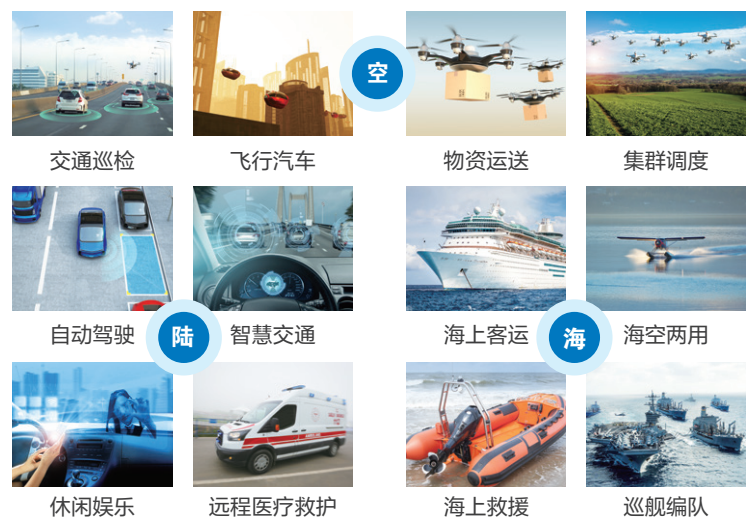 空
交通巡检
飞行汽车
物资运送
集群调度
自动驾驶
智慧交通
海上客运
海空两用
陆
海
休闲娱乐
远程医疗救护
海上救援
巡舰编队